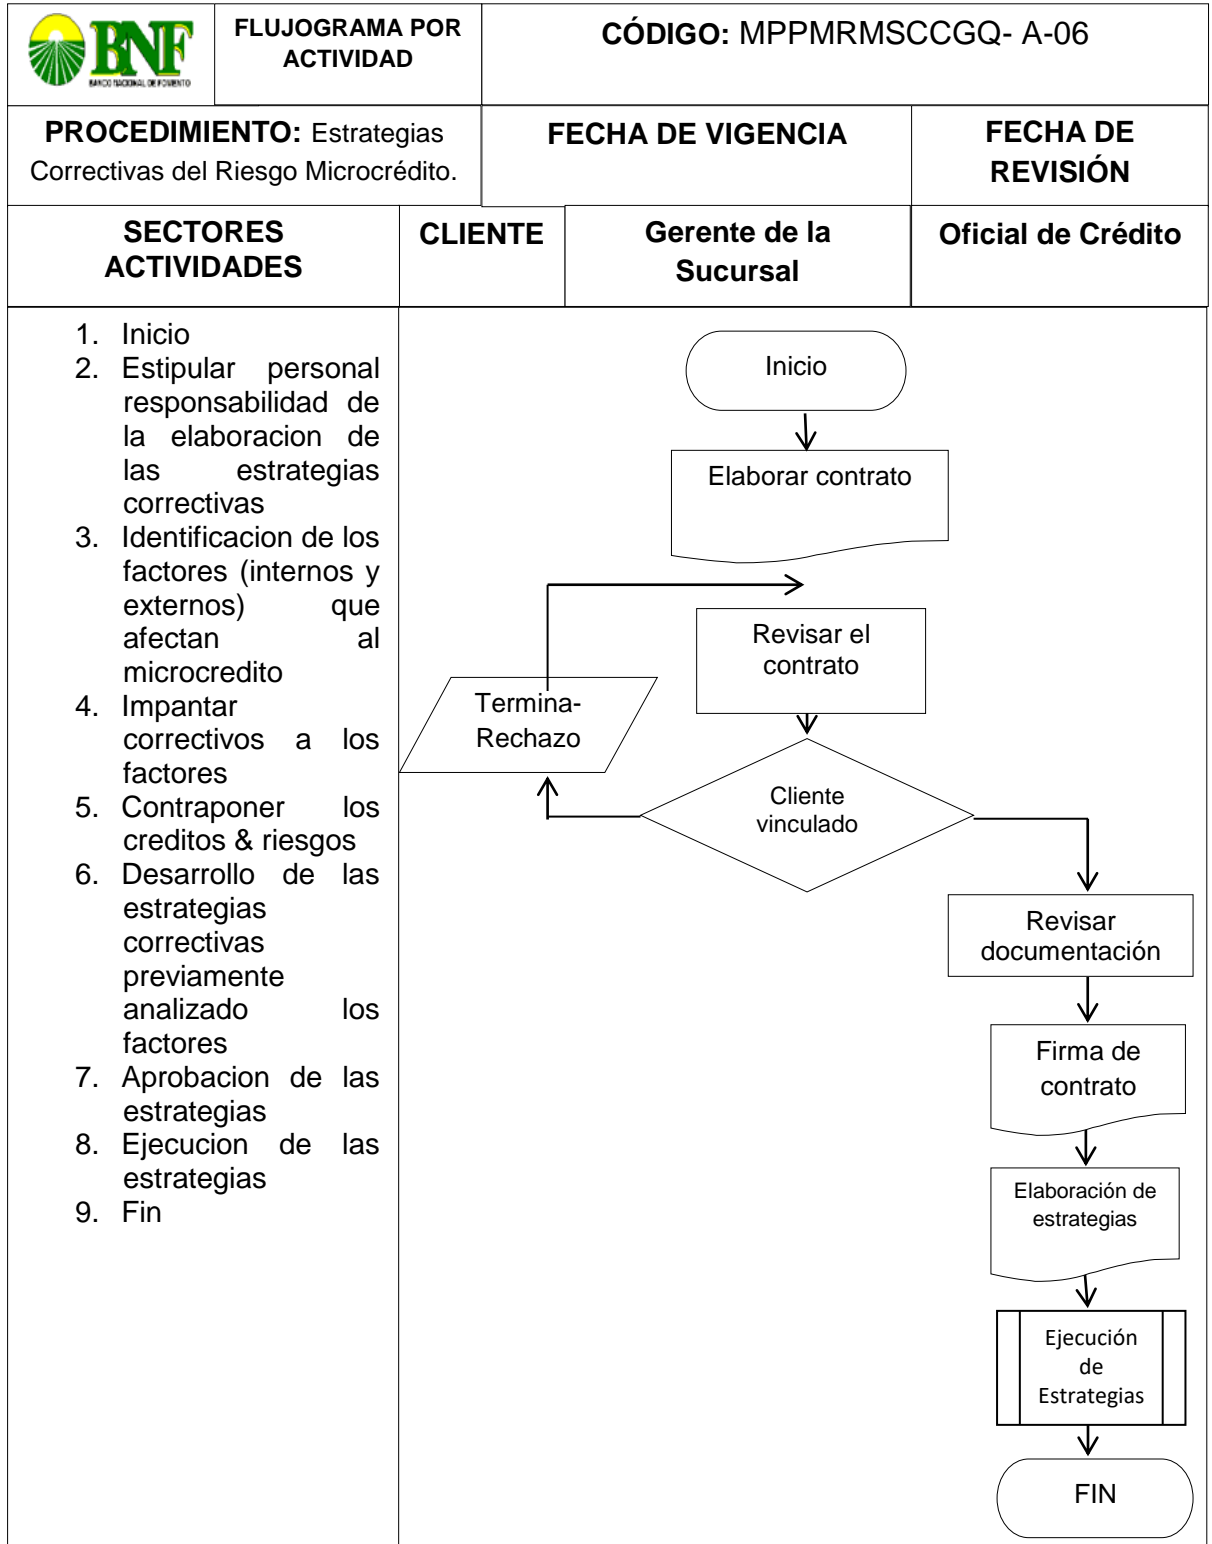 BNF
BANCO NACIONAL DE FOMENTO
FLUJOGRAMA POR
ACTIVIDAD
CÓDIGO: MPPMRMSCCGQ- A-06
PROCEDIMIENTO: Estrategias
Correctivas del Riesgo Microcrédito.
FECHA DE VIGENCIA
FECHA DE
REVISIÓN
SECTORES
ACTIVIDADES
CLIENTE
Gerente de la
Sucursal
Oficial de Crédito
1. Inicio
2. Estipular personal
responsabilidad de
la elaboracion de
las estrategias
correctivas
3. Identificacion de los
factores (internos y
externos) que
afectan al
microcredito
4. Impantar
correctivos a los
factores
5. Contraponer los
creditos & riesgos
6. Desarrollo de las
estrategias
correctivas
previamente
analizado los
factores
7. Aprobacion de las
estrategias
8. Ejecucion de las
estrategias
9. Fin
Inicio
Elaborar contrato
Revisar el
contrato
Termina-
Rechazo
Cliente
vinculado
Revisar
documentación
Firma de
contrato
Elaboración de
estrategias
Ejecución
de
Estrategias
FIN